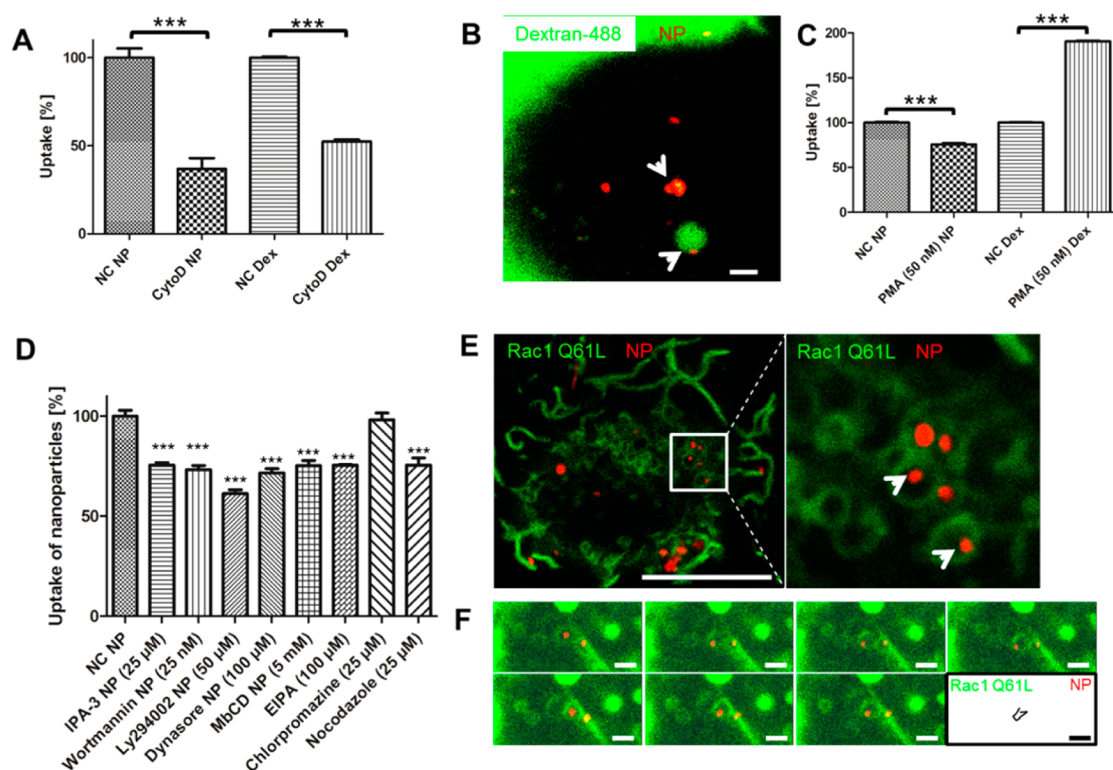 A
Uptake [%]
100
50
0
***
***
NC NP
CytoD NP
NC Dex
CytoD Dex
B
Dextran-488 NP
C
Uptake [%]
200
150
100
50
0
***
***
NC NP
PMA (50 nM) NP
NC Dex
PMA (50 nM) Dex
D
Uptake of nanoparticles [%]
100
50
0
***
***
***
***
***
***
***
NC NP
IPA-3 NP (25 µM)
Wortmannin NP (25 nM)
Ly294002 NP (50 µM)
Dynasore NP (100 µM)
MbCD NP (5 mM)
EIPA (100 µM)
Chlorpromazine (25 µM)
Nocodazole (25 µM)
E
Rac1 Q61L NP
Rac1 Q61L NP
F
Rac1 Q61L NP